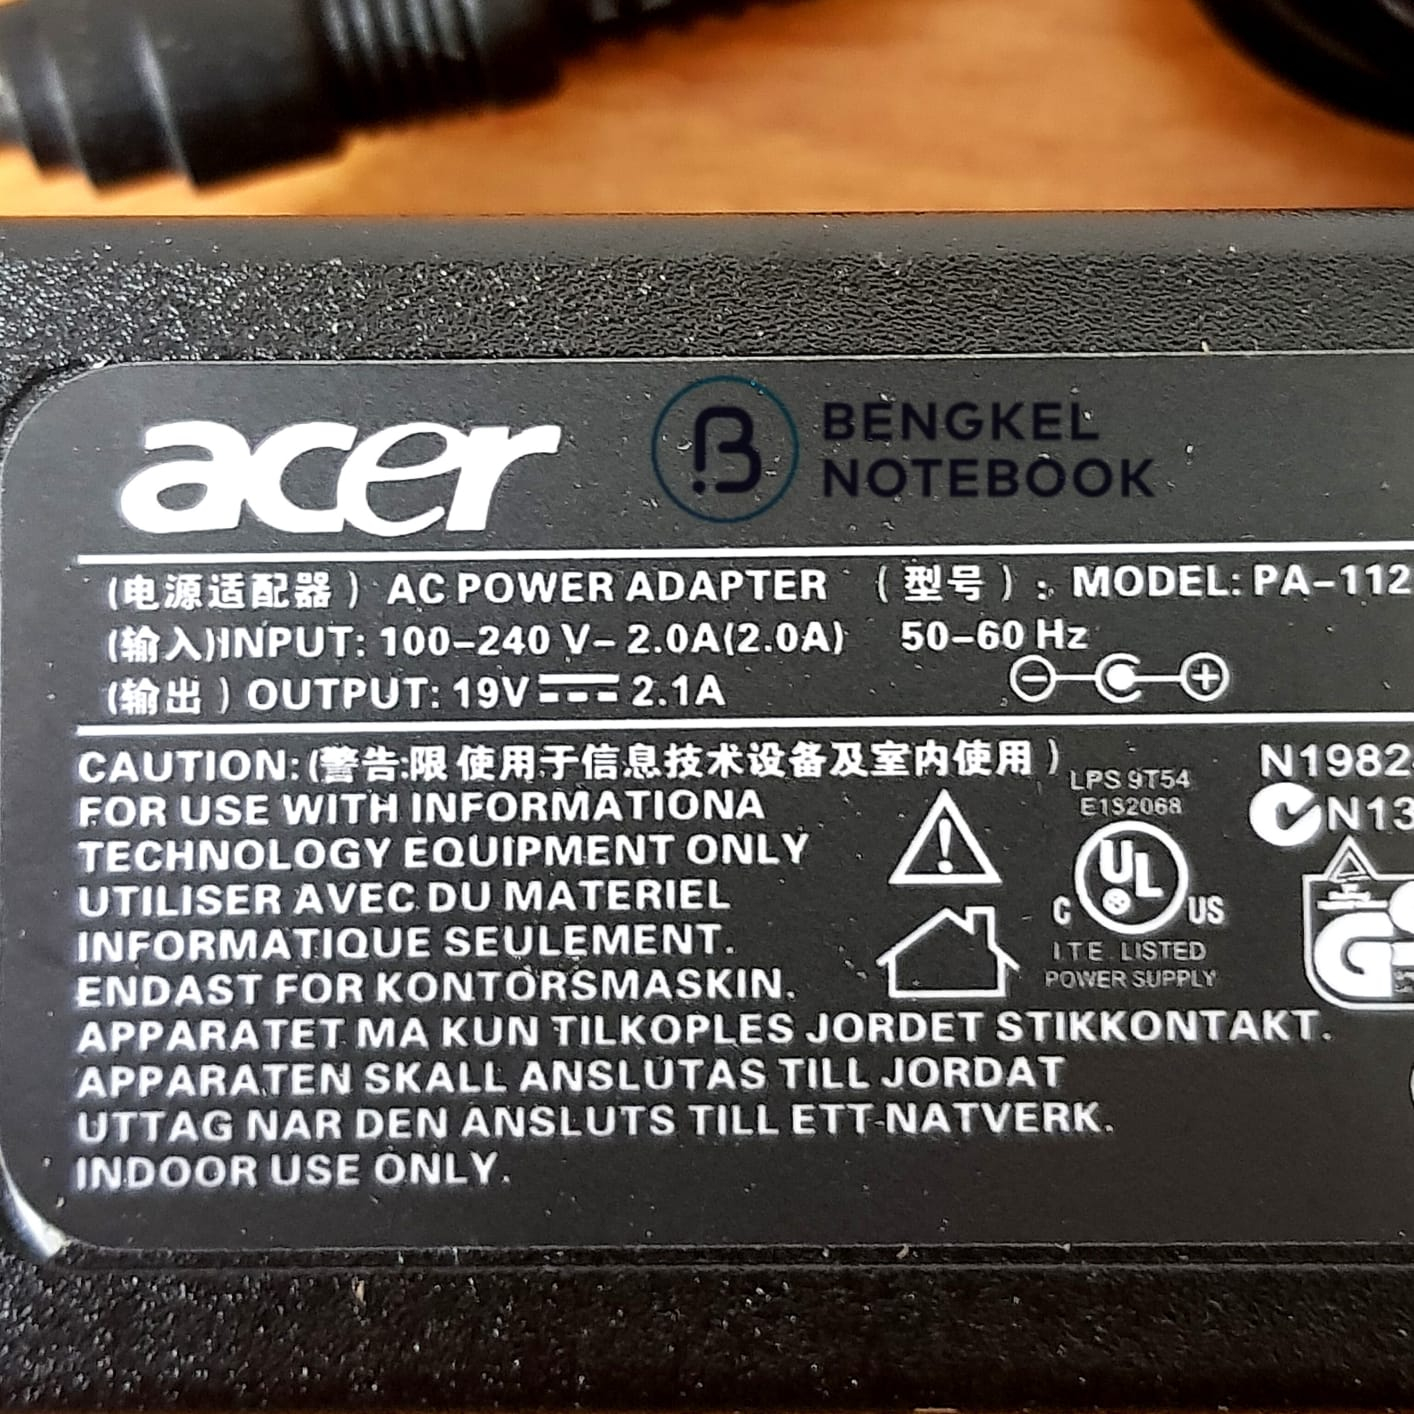 acer
BENGKEL
NOTEBOOK
(电源适配器) AC POWER ADAPTER (型号): MODEL: PA-112
(输入)INPUT: 100-240 V- 2.0A(2.0A) 50-60 Hz
(输出) OUTPUT: 19V 2.1A
CAUTION:(警告:限使用于信息技术设备及室内使用)
FOR USE WITH INFORMATIONA
TECHNOLOGY EQUIPMENT ONLY
UTILISER AVEC DU MATERIEL
INFORMATIQUE SEULEMENT.
ENDAST FOR KONTORSMASKIN.
APPARATET MA KUN TILKOPLES JORDET STIKKONTAKT.
APPARATEN SKALL ANSLUTAS TILL JORDAT
UTTAG NAR DEN ANSLUTS TILL ETT NATVERK.
INDOOR USE ONLY.
LPS 9T54
E132068
C UL US
I.T.E. LISTED
POWER SUPPLY
N1982
N13
GS